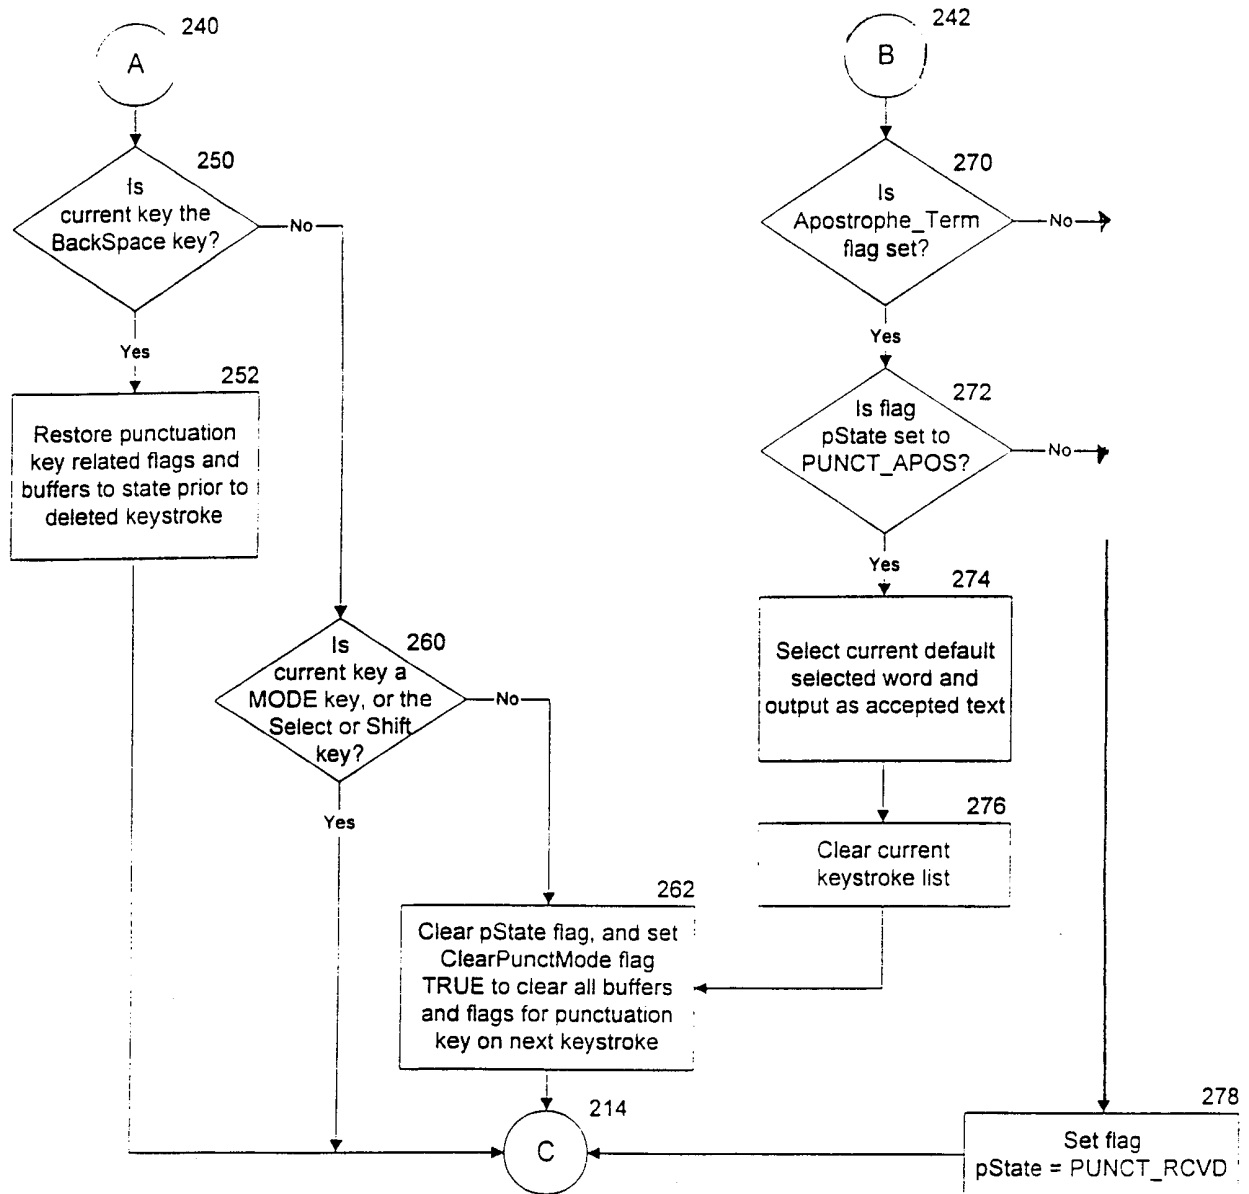 240
A
250
Is
current key the
BackSpace key?
No
Yes
252
Restore punctuation
key related flags and
buffers to state prior to
deleted keystroke
260
Is
current key a
MODE key, or the
Select or Shift
key?
No
Yes
262
Clear pState flag, and set
ClearPunctMode flag
TRUE to clear all buffers
and flags for punctuation
key on next keystroke
214
C
242
B
270
Is
Apostrophe_Term
flag set?
No
Yes
272
Is flag
pState set to
PUNCT_APOS?
No
Yes
274
Select current default
selected word and
output as accepted text
276
Clear current
keystroke list
278
Set flag
pState = PUNCT_RCVD